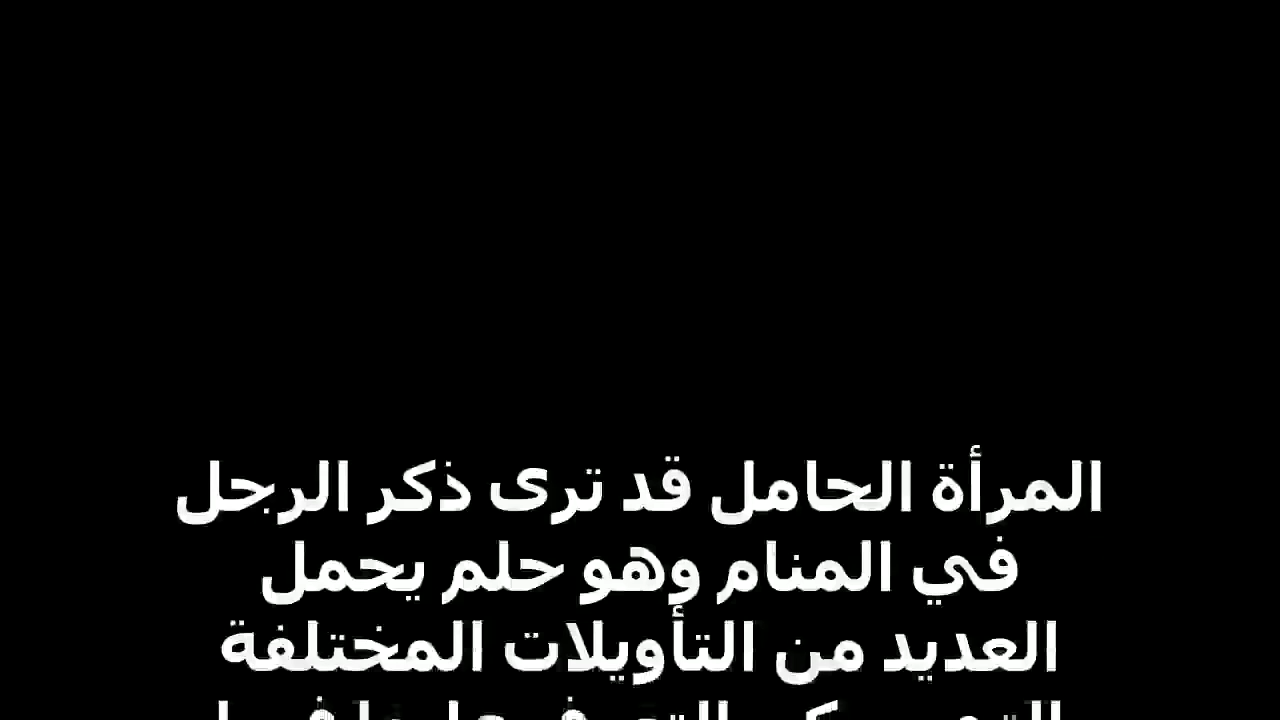 المرأة الحامل قد ترى ذكر الرجل
في المنام وهو حلم يحمل
العديد من التأويلات المختلفة